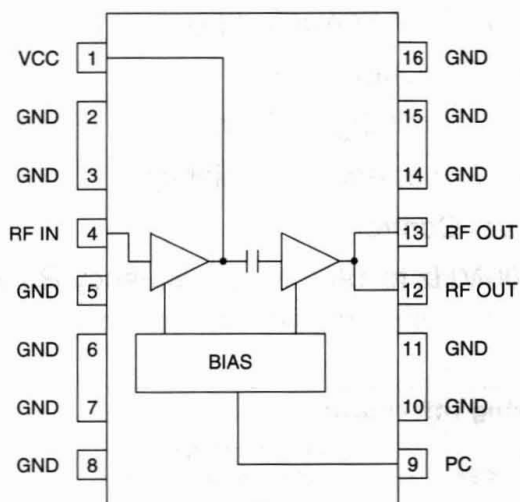 VCC 1 16 GND
GND 2 15 GND
GND 3 14 GND
RF IN 4 13 RF OUT
GND 5 12 RF OUT
GND 6 11 GND
BIAS
GND 7 10 GND
GND 8 9 PC